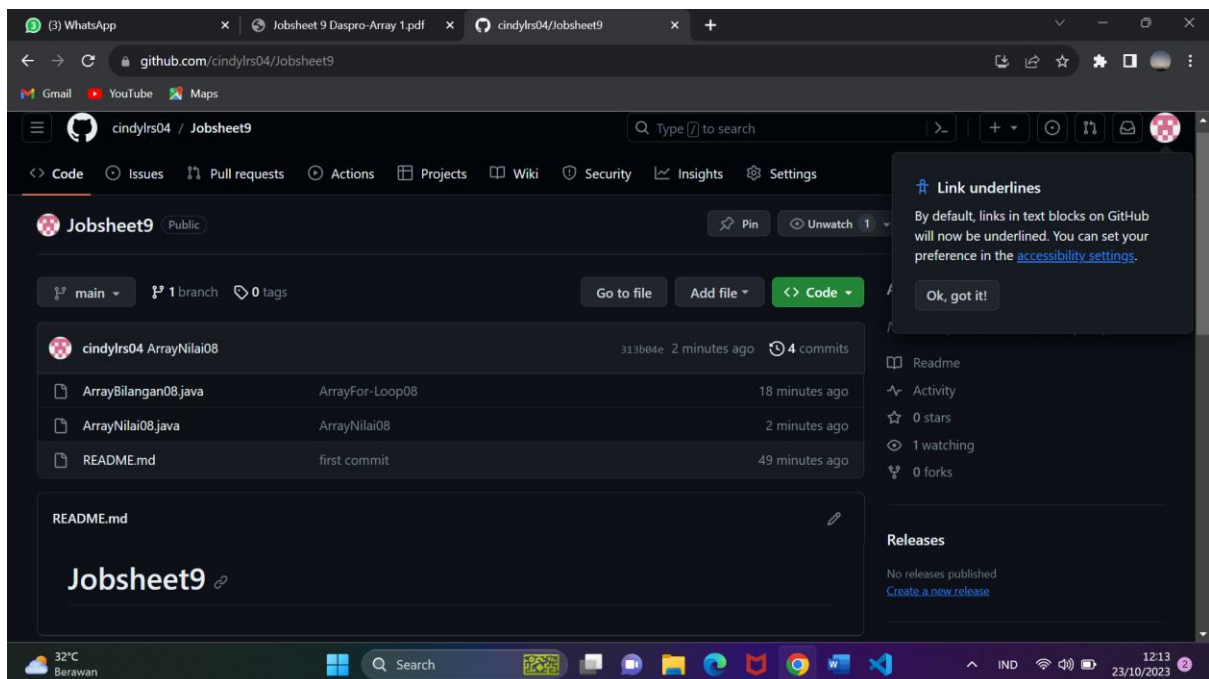 (3) WhatsApp
Jobsheet 9 Daspro-Array 1.pdf
cindylrs04/Jobsheet9
github.com/cindylrs04/Jobsheet9
Gmail YouTube Maps
cindylrs04 / Jobsheet9
Type / to search
<> Code Issues Pull requests Actions Projects Wiki Security Insights Settings
Link underlines
By default, links in text blocks on GitHub
will now be underlined. You can set your
preference in the accessibility settings.
Ok, got it!
Jobsheet9 Public
Pin Unwatch 1
main 1 branch 0 tags
Go to file Add file <> Code
cindylrs04 ArrayNilai08 313b04e 2 minutes ago 4 commits
ArrayBilangan08.java ArrayFor-Loop08 18 minutes ago
ArrayNilai08.java ArrayNilai08 2 minutes ago
README.md first commit 49 minutes ago
README.md
Jobsheet9
Readme
Activity
0 stars
1 watching
0 forks
Releases
No releases published
Create a new release
32°C
Berawan
Search
IND
12:13
23/10/2023
2